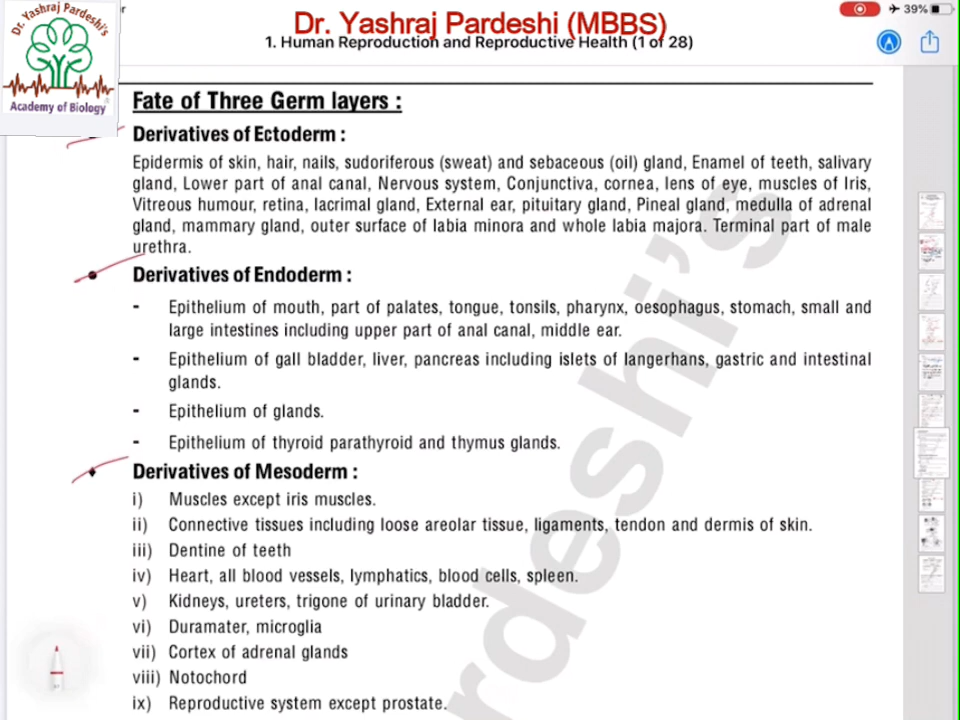 Dr. Yashraj Pardeshi's
Academy of Biology
r
Dr. Yashraj Pardeshi (MBBS)
39%
1. Human Reproduction and Reproductive Health (1 of 28)
Fate of Three Germ layers :
Derivatives of Ectoderm :
Epidermis of skin, hair, nails, sudoriferous (sweat) and sebaceous (oil) gland, Enamel of teeth, salivary
gland, Lower part of anal canal, Nervous system, Conjunctiva, cornea, lens of eye, muscles of Iris,
Vitreous humour, retina, lacrimal gland, External ear, pituitary gland, Pineal gland, medulla of adrenal
gland, mammary gland, outer surface of labia minora and whole labia majora. Terminal part of male
urethra.
Derivatives of Endoderm :
- Epithelium of mouth, part of palates, tongue, tonsils, pharynx, oesophagus, stomach, small and
large intestines including upper part of anal canal, middle ear.
- Epithelium of gall bladder, liver, pancreas including islets of langerhans, gastric and intestinal
glands.
- Epithelium of glands.
- Epithelium of thyroid parathyroid and thymus glands.
Derivatives of Mesoderm :
i) Muscles except iris muscles.
ii) Connective tissues including loose areolar tissue, ligaments, tendon and dermis of skin.
iii) Dentine of teeth
iv) Heart, all blood vessels, lymphatics, blood cells, spleen.
v) Kidneys, ureters, trigone of urinary bladder.
vi) Duramater, microglia
vii) Cortex of adrenal glands
viii) Notochord
ix) Reproductive system except prostate.
rdeshi's